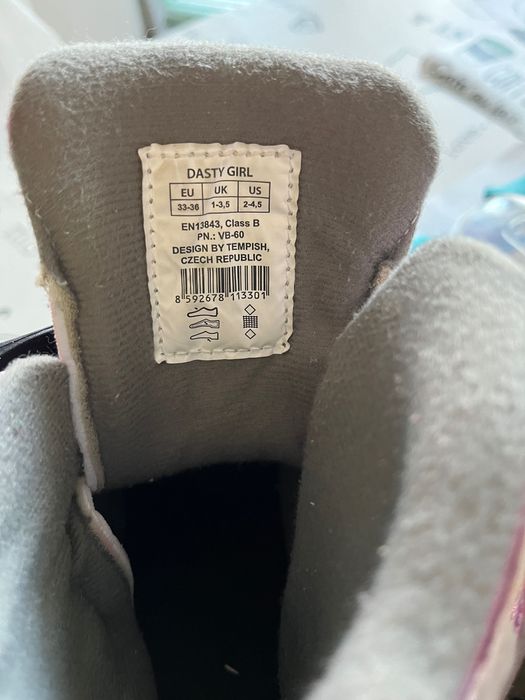 DASTY GIRL
EU UK US
33-36 1-3,5 2-4,5
EN13843, Class B
PN.: VB-60
DESIGN BY TEMPISH,
CZECH REPUBLIC
8 592678 113301